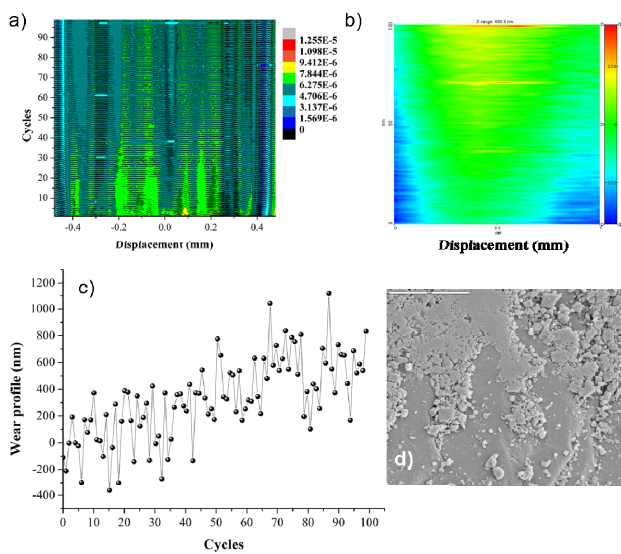 a)
90
80
70
60
50
40
30
20
10
Cycles
-0.4 -0.2 0.0 0.2 0.4
Displacement (mm)
1.255E-5
1.098E-5
9.412E-6
7.844E-6
6.275E-6
4.706E-6
3.137E-6
1.569E-6
0
b)
Displacement (mm)
c)
1200
1000
800
600
400
200
0
-200
-400
Wear profile (nm)
0 10 20 30 40 50 60 70 80 90 100
Cycles
d)